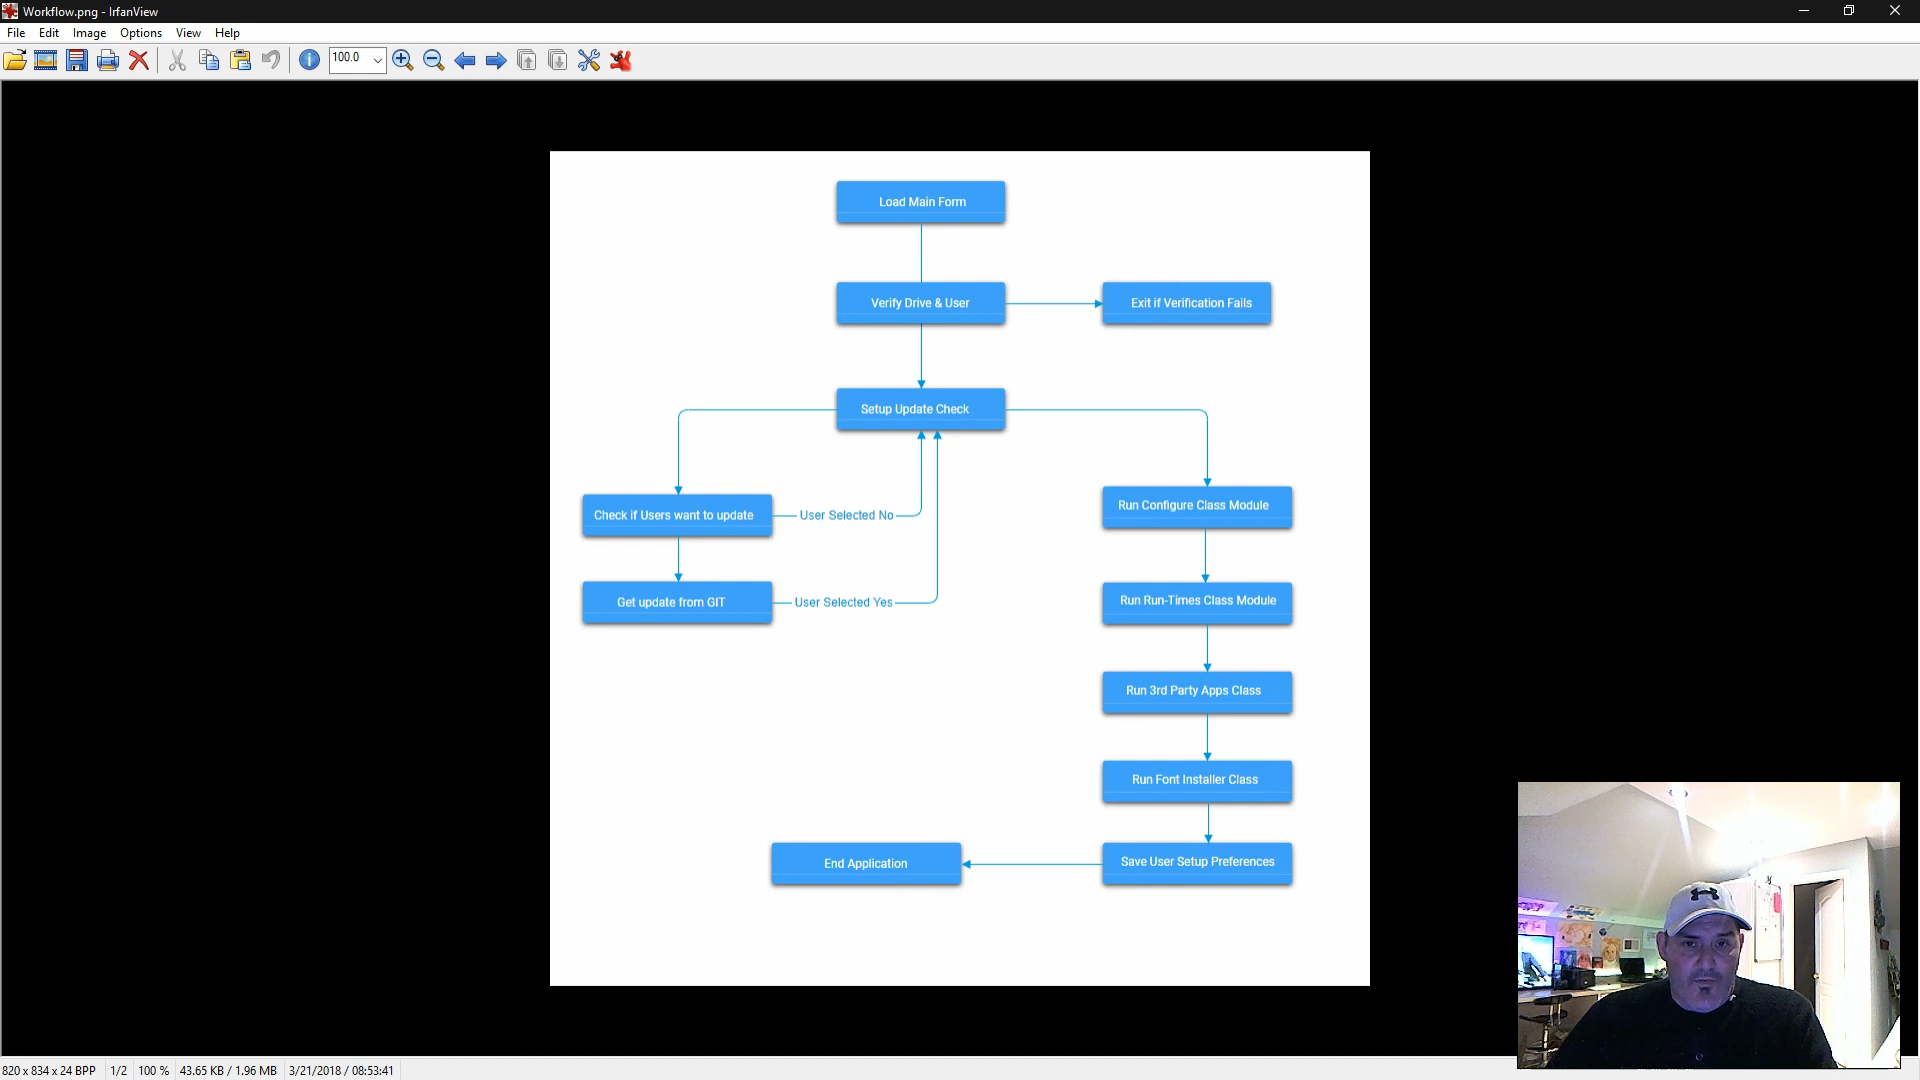 Workflow.png - IrfanView
File Edit Image Options View Help
100.0
Load Main Form
Verify Drive & User
Exit if Verification Fails
Setup Update Check
Check if Users want to update
User Selected No
Run Configure Class Module
Get update from GIT
User Selected Yes
Run Run-Times Class Module
Run 3rd Party Apps Class
Run Font Installer Class
End Application
Save User Setup Preferences
820 x 834 x 24 BPP 1/2 100 % 43.65 KB / 1.96 MB 3/21/2018 / 08:53:41